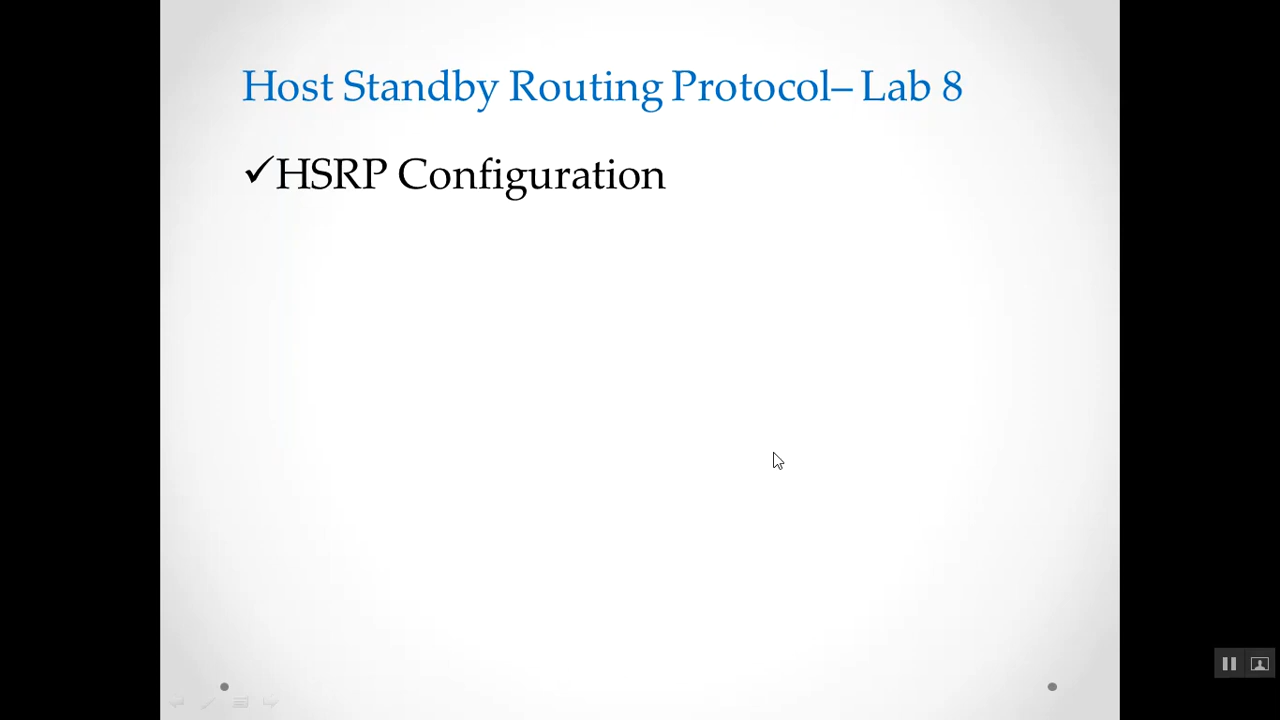 Host Standby Routing Protocol– Lab 8
✓HSRP Configuration